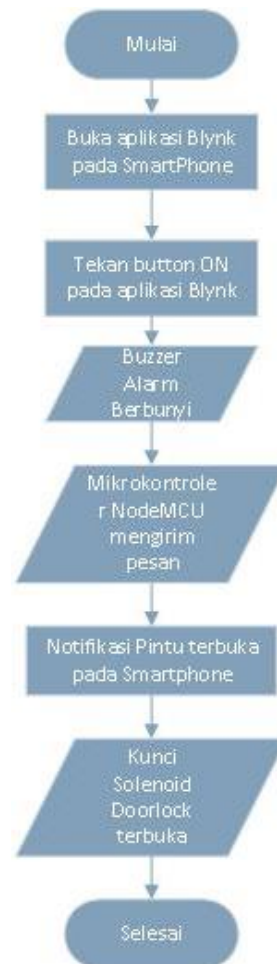 Mulai
Buka aplikasi Blynk
pada SmartPhone
Tekan button ON
pada aplikasi Blynk
Buzzer
Alarm
Berbunyi
Mikrokontrole
r NodeMCU
mengirim
pesan
Notifikasi Pintu terbuka
pada Smartphone
Kunci
Solenoid
Doorlock
terbuka
Selesai